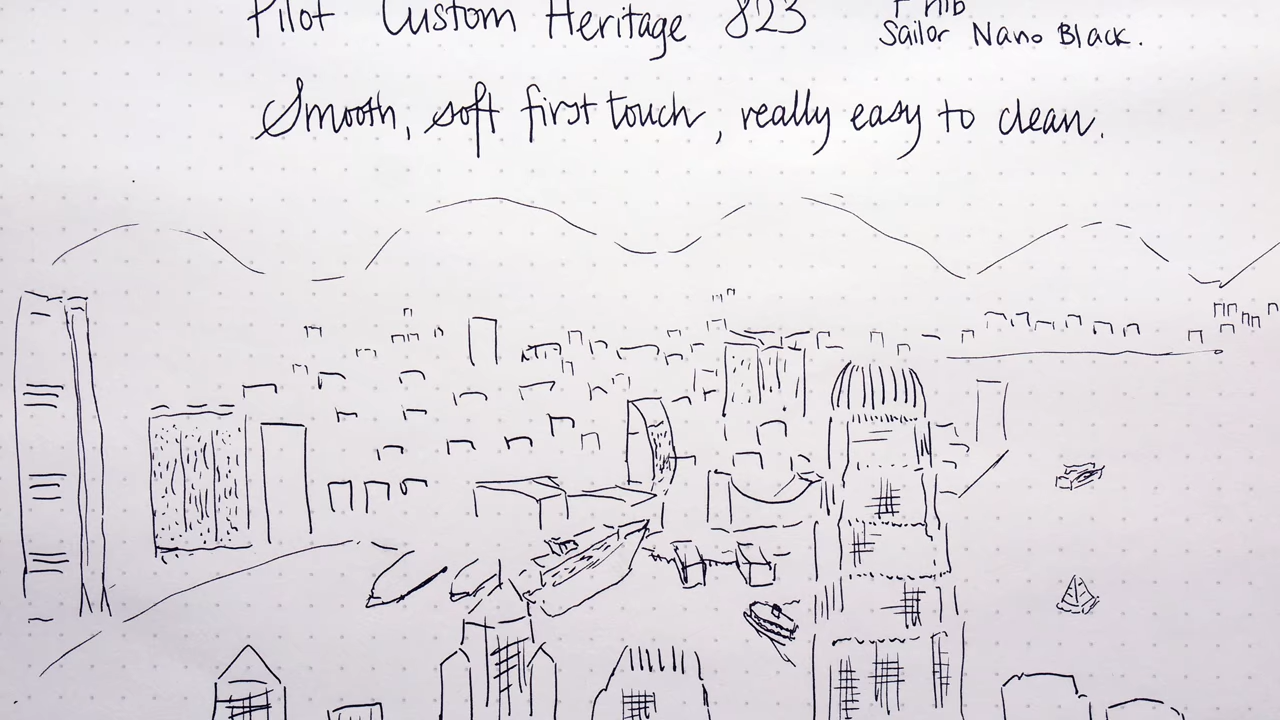 Pilot Custom Heritage 823
F nib
Sailor Nano Black.
Smooth, soft first touch, really easy to clean.